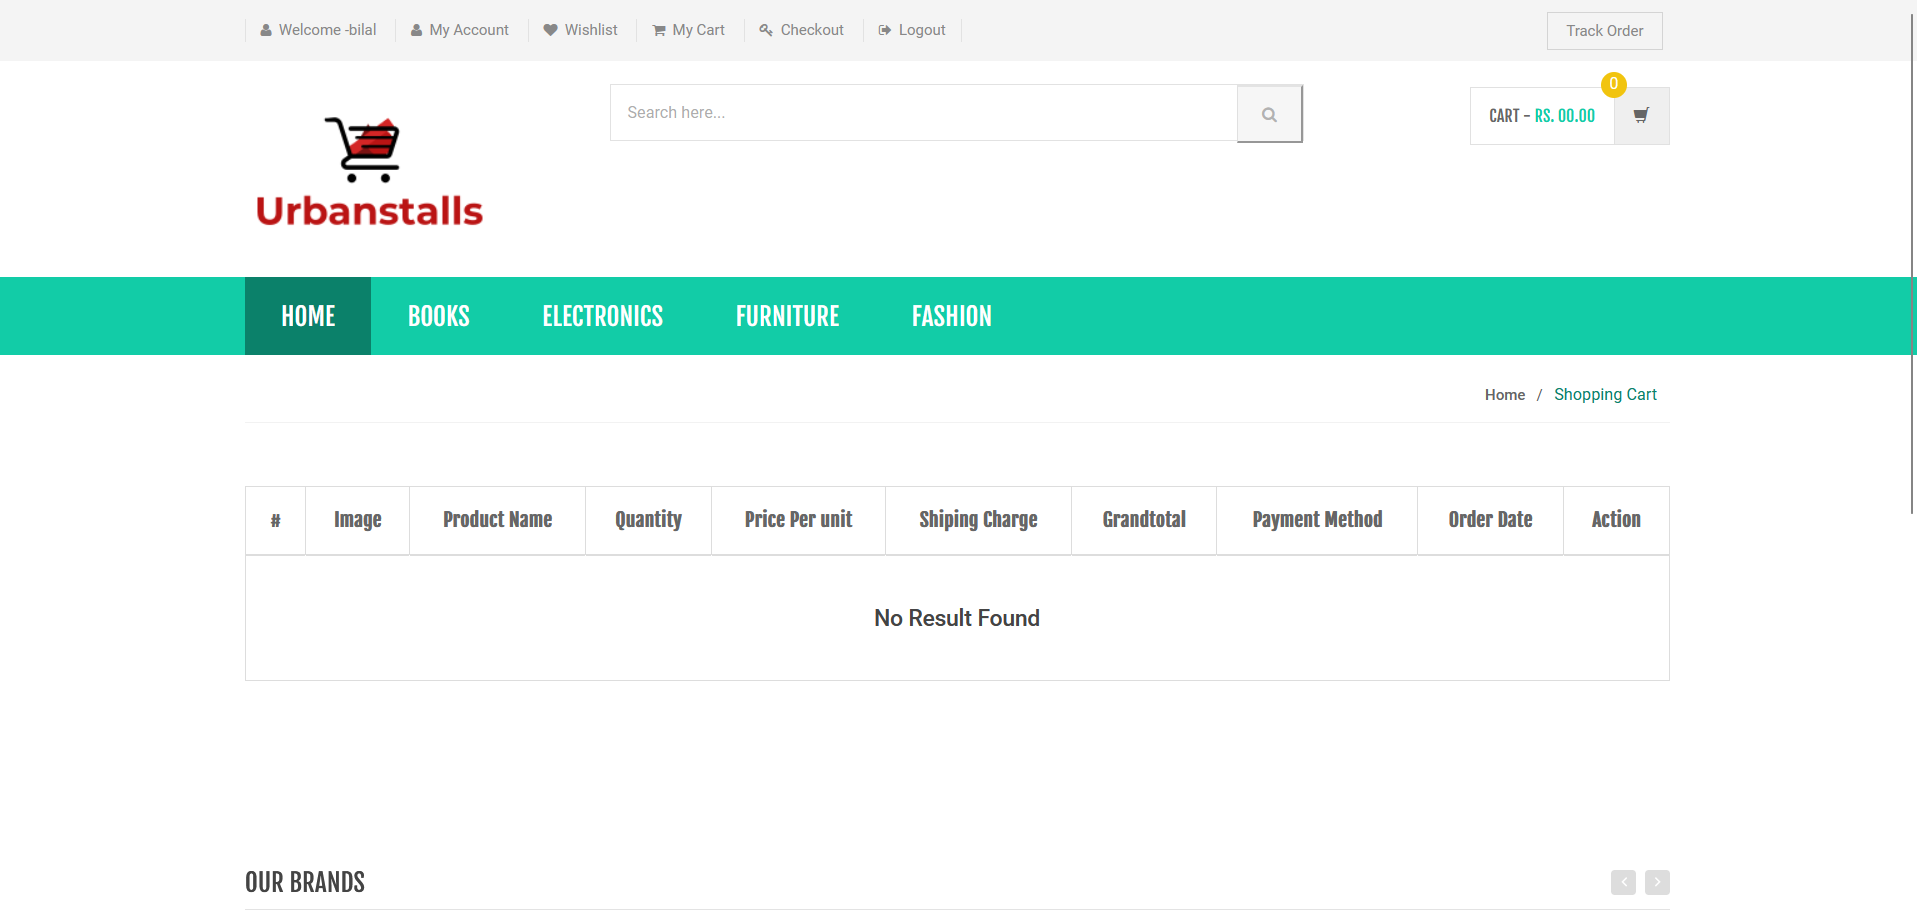 Welcome -bilal My Account Wishlist My Cart Checkout Logout Track Order
Search here...
0
CART - RS. 00.00
Urbanstalls
HOME BOOKS ELECTRONICS FURNITURE FASHION
Home / Shopping Cart
# Image Product Name Quantity Price Per unit Shiping Charge Grandtotal Payment Method Order Date Action
No Result Found
OUR BRANDS